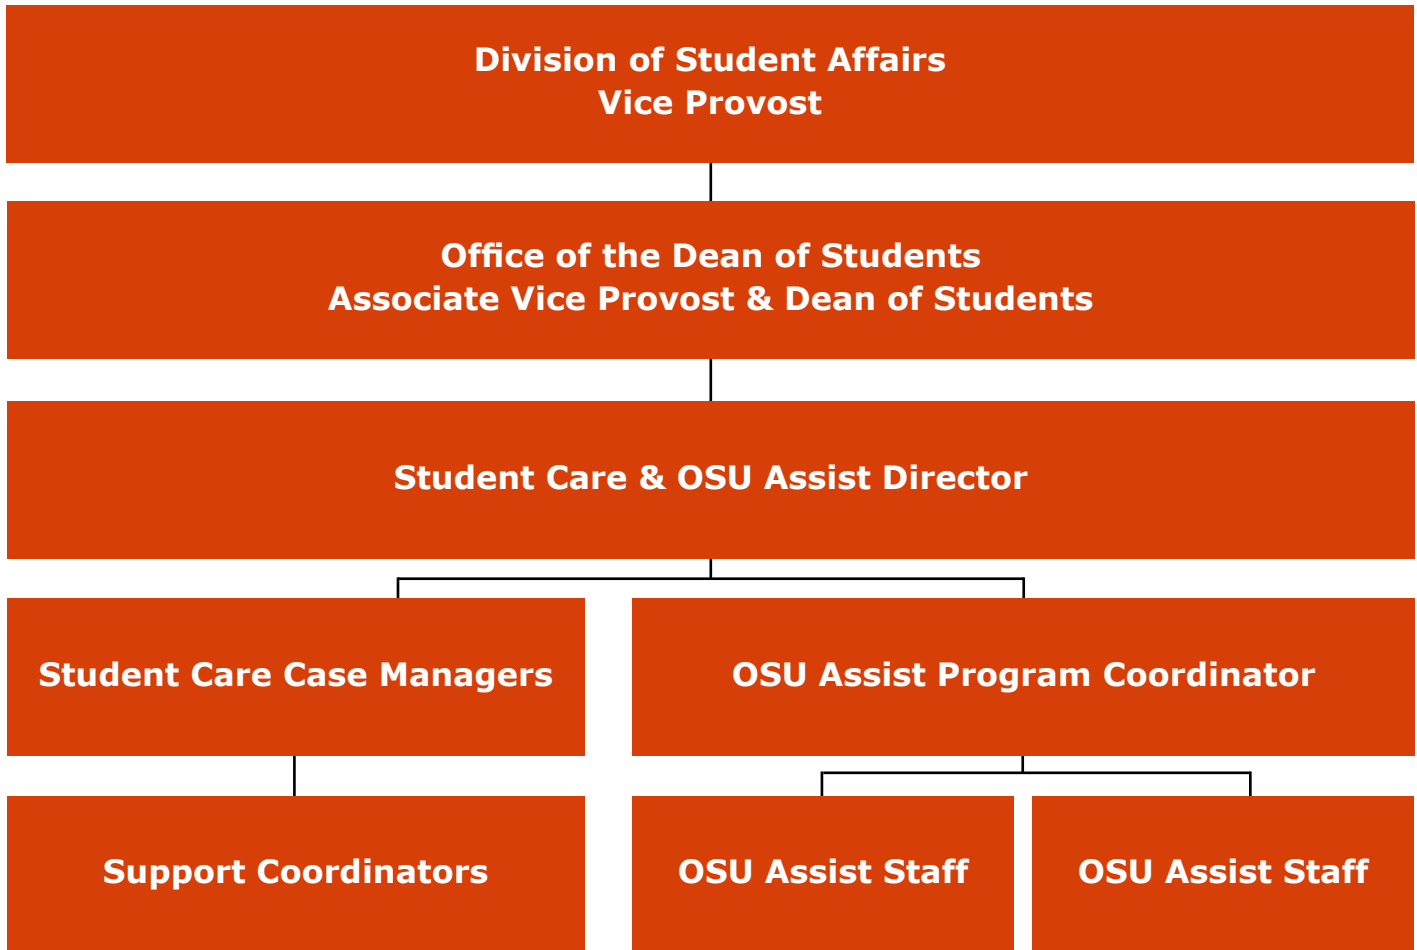 Division of Student Affairs
Vice Provost
Office of the Dean of Students
Associate Vice Provost & Dean of Students
Student Care & OSU Assist Director
Student Care Case Managers
OSU Assist Program Coordinator
Support Coordinators
OSU Assist Staff
OSU Assist Staff